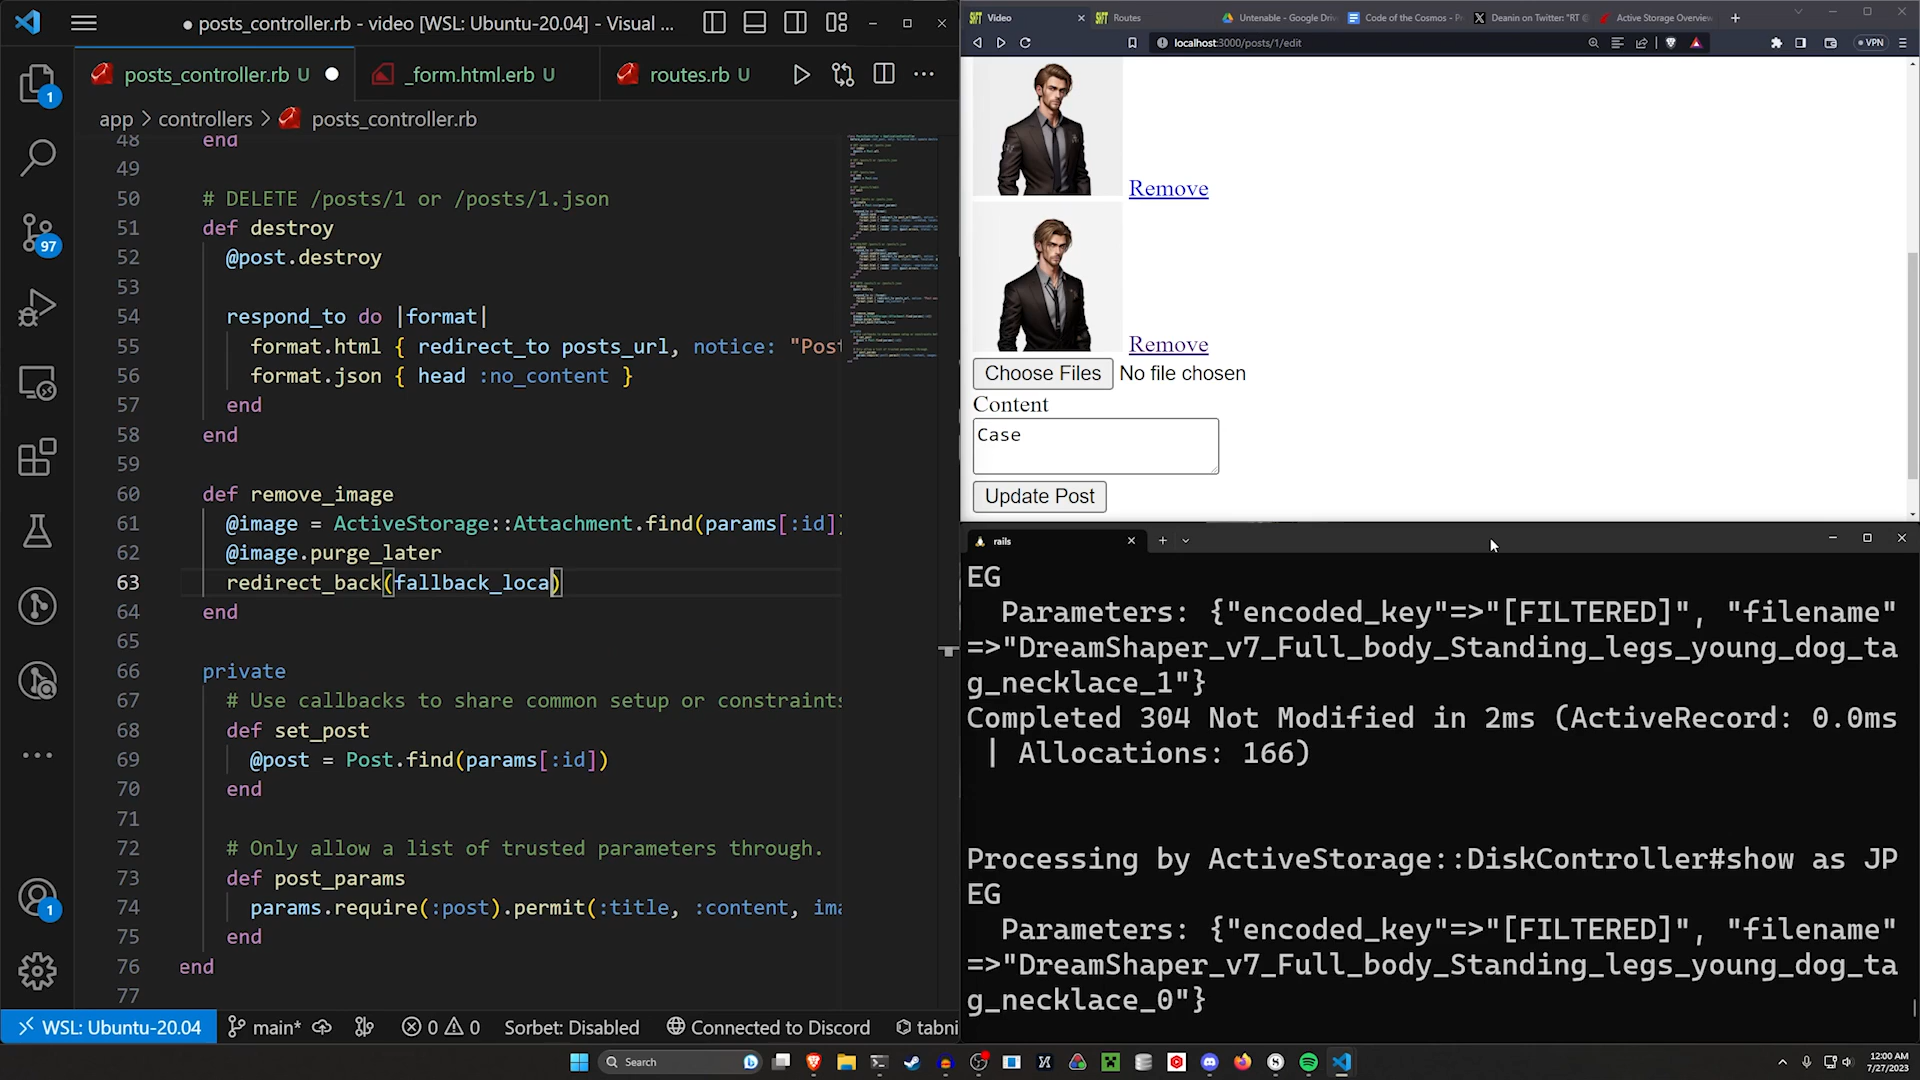 posts_controller.rb - video [WSL: Ubuntu-20.04] - Visual ...
posts_controller.rb U
_form.html.erb U
routes.rb U
app > controllers > posts_controller.rb
48 end
49
50 # DELETE /posts/1 or /posts/1.json
51 def destroy
52 @post.destroy
53
54 respond_to do |format|
55 format.html { redirect_to posts_url, notice: "Post
56 format.json { head :no_content }
57 end
58 end
59
60 def remove_image
61 @image = ActiveStorage::Attachment.find(params[:id])
62 @image.purge_later
63 redirect_back(fallback_loca)
64 end
65
66 private
67 # Use callbacks to share common setup or constraints
68 def set_post
69 @post = Post.find(params[:id])
70 end
71
72 # Only allow a list of trusted parameters through.
73 def post_params
74 params.require(:post).permit(:title, :content, ima
75 end
76 end
77
1
97
1
WSL: Ubuntu-20.04
main*
0 0
Sorbet: Disabled
Connected to Discord
tabni
Video
Routes
Untenable - Google Driv
Code of the Cosmos - P
Deanin on Twitter: "RT
Active Storage Overview
localhost:3000/posts/1/edit
VPN
Remove
Remove
Choose Files No file chosen
Content
Case
Update Post
rails
EG
Parameters: {"encoded_key"=>"[FILTERED]", "filename"
=>"DreamShaper_v7_Full_body_Standing_legs_young_dog_ta
g_necklace_1"}
Completed 304 Not Modified in 2ms (ActiveRecord: 0.0ms
| Allocations: 166)
Processing by ActiveStorage::DiskController#show as JP
EG
Parameters: {"encoded_key"=>"[FILTERED]", "filename"
=>"DreamShaper_v7_Full_body_Standing_legs_young_dog_ta
g_necklace_0"}
Search
12:00 AM
7/27/2023